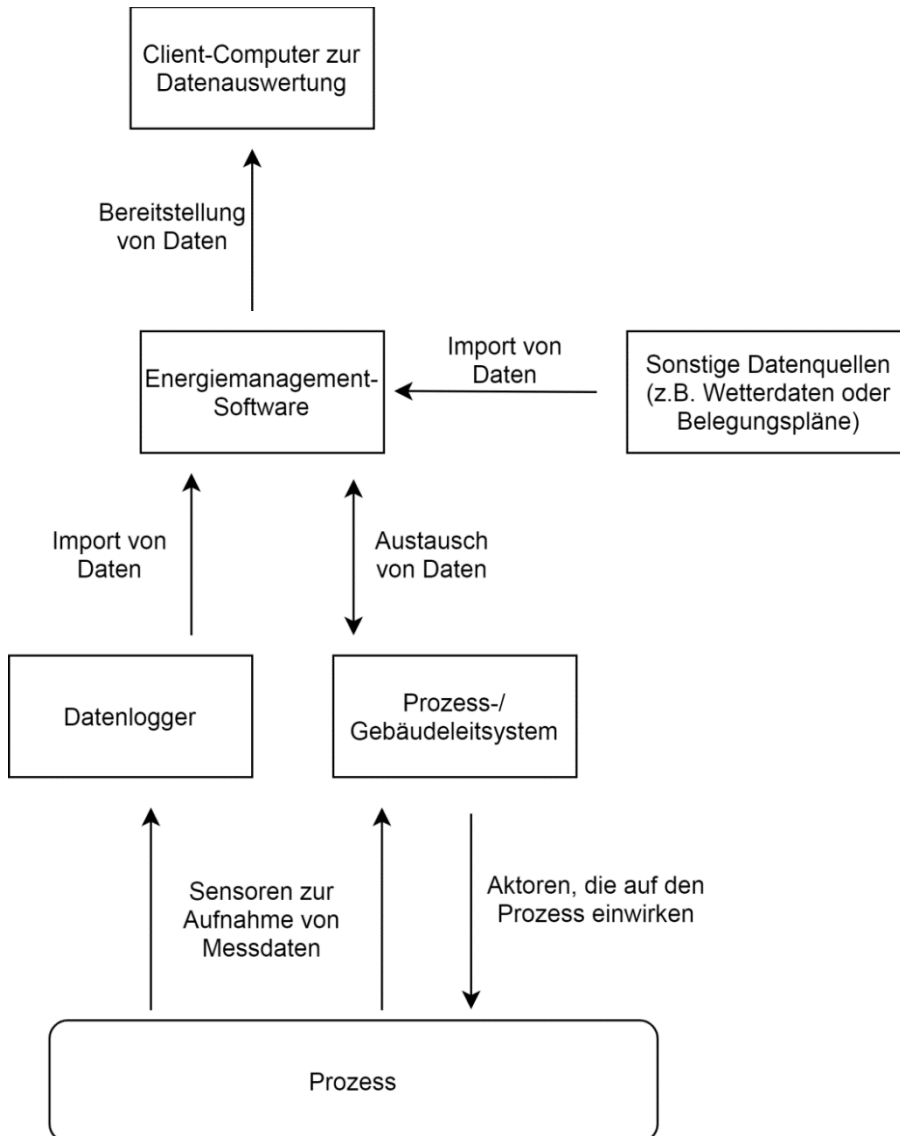 Client-Computer zur
Datenauswertung
Bereitstellung
von Daten
Energiemanagement-
Software
Import von
Daten
Sonstige Datenquellen
(z.B. Wetterdaten oder
Belegungspläne)
Import von
Daten
Austausch
von Daten
Datenlogger
Prozess-/
Gebäudeleitsystem
Sensoren zur
Aufnahme von
Messdaten
Aktoren, die auf den
Prozess einwirken
Prozess